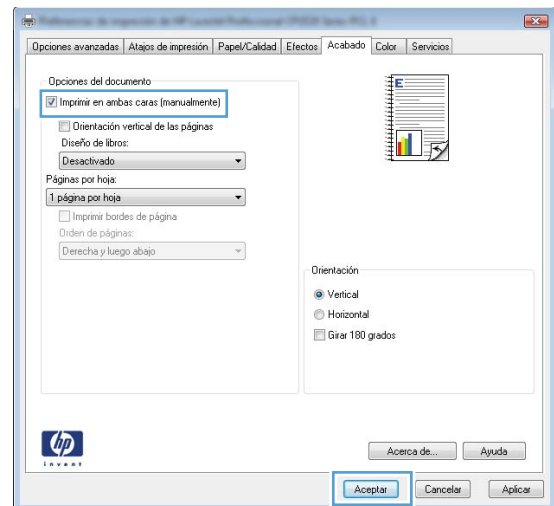 Opciones avanzadas Atajos de impresión Papel/Calidad Efectos Acabado Color Servicios
Opciones del documento
Imprimir en ambas caras (manualmente)
Orientación vertical de las páginas
Diseño de libros:
Desactivado
Páginas por hoja:
1 página por hoja
Imprimir bordes de página
Orden de páginas:
Derecha y luego abajo
E
Orientación
Vertical
Horizontal
Girar 180 grados
hp
invent
Acerca de... Ayuda
Aceptar Cancelar Aplicar